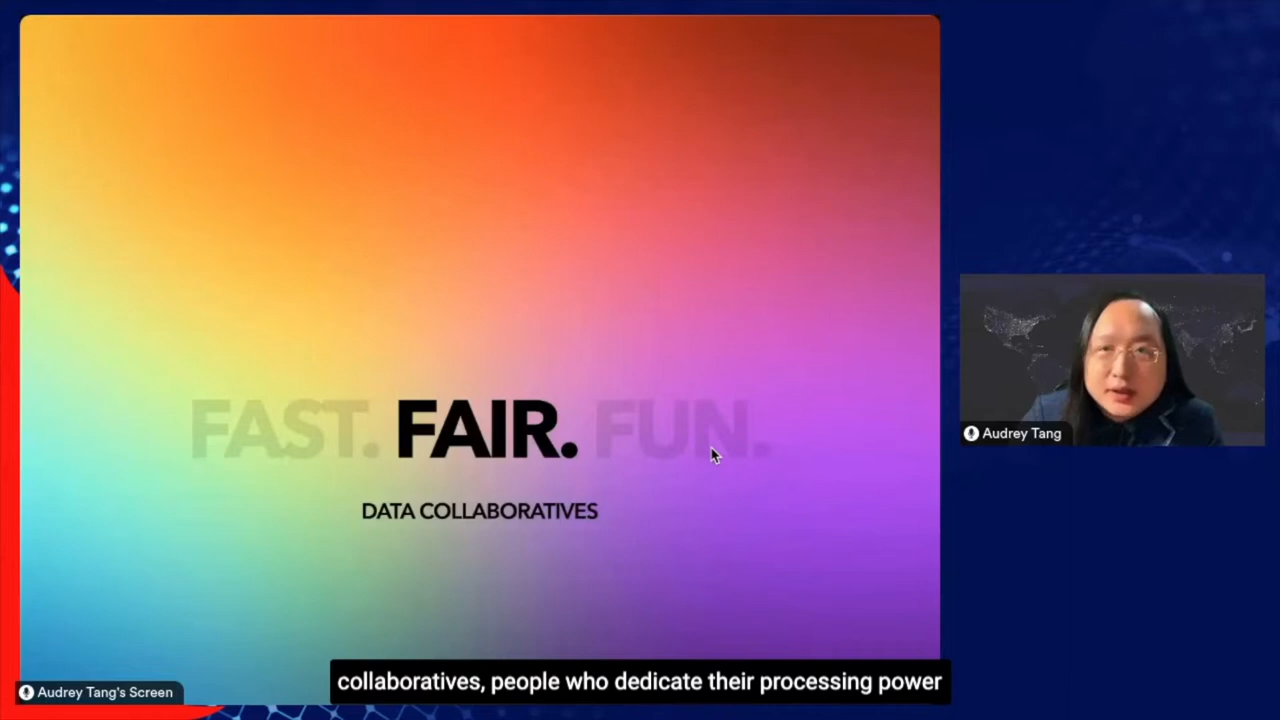 FAST. FAIR. FUN.
DATA COLLABORATIVES
Audrey Tang
Audrey Tang's Screen
collaboratives, people who dedicate their processing power